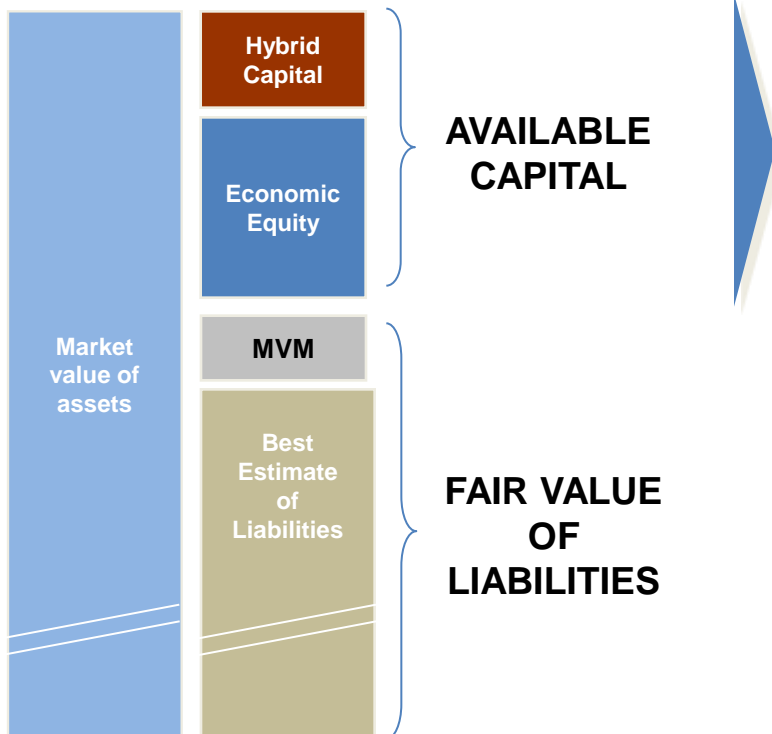 Hybrid
Capital
AVAILABLE
CAPITAL
Economic
Equity
Market
value of
assets
MVM
Best
Estimate
of
Liabilities
FAIR VALUE
OF
LIABILITIES